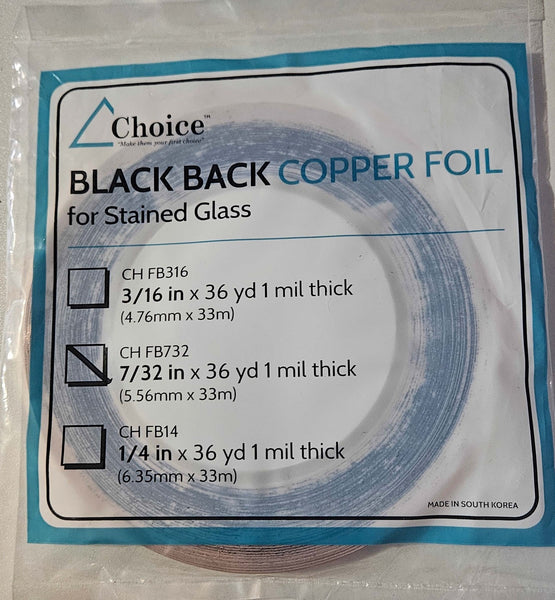 Choice™
"Make them your first choice"
BLACK BACK COPPER FOIL
for Stained Glass
CH FB316
3/16 in x 36 yd 1 mil thick
(4.76mm x 33m)
CH FB732
7/32 in x 36 yd 1 mil thick
(5.56mm x 33m)
CH FB14
1/4 in x 36 yd 1 mil thick
(6.35mm x 33m)
MADE IN SOUTH KOREA